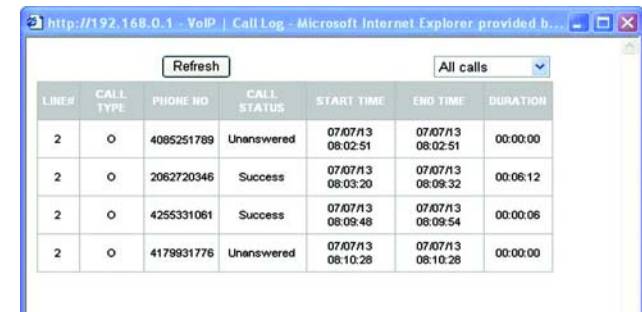 http://192.168.0.1 - VoIP | Call Log - Microsoft Internet Explorer provided b...
Refresh All calls
LINE# CALL TYPE PHONE NO CALL STATUS START TIME END TIME DURATION
2 O 4085251789 Unanswered 07/07/13 08:02:51 07/07/13 08:02:51 00:00:00
2 O 2062720346 Success 07/07/13 08:03:20 07/07/13 08:09:32 00:06:12
2 O 4255331061 Success 07/07/13 08:09:48 07/07/13 08:09:54 00:00:06
2 O 4179931776 Unanswered 07/07/13 08:10:28 07/07/13 08:10:28 00:00:00